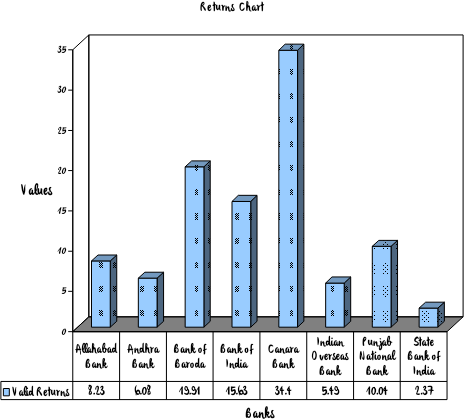 Returns Chart
35
30
25
20
15
10
5
0
Values
Allahabad Bank
Andhra Bank
Bank of Baroda
Bank of India
Canara Bank
Indian Overseas Bank
Punjab National Bank
State Bank of India
Valid Returns 8.23 6.08 19.91 15.63 34.4 5.49 10.04 2.37
Banks